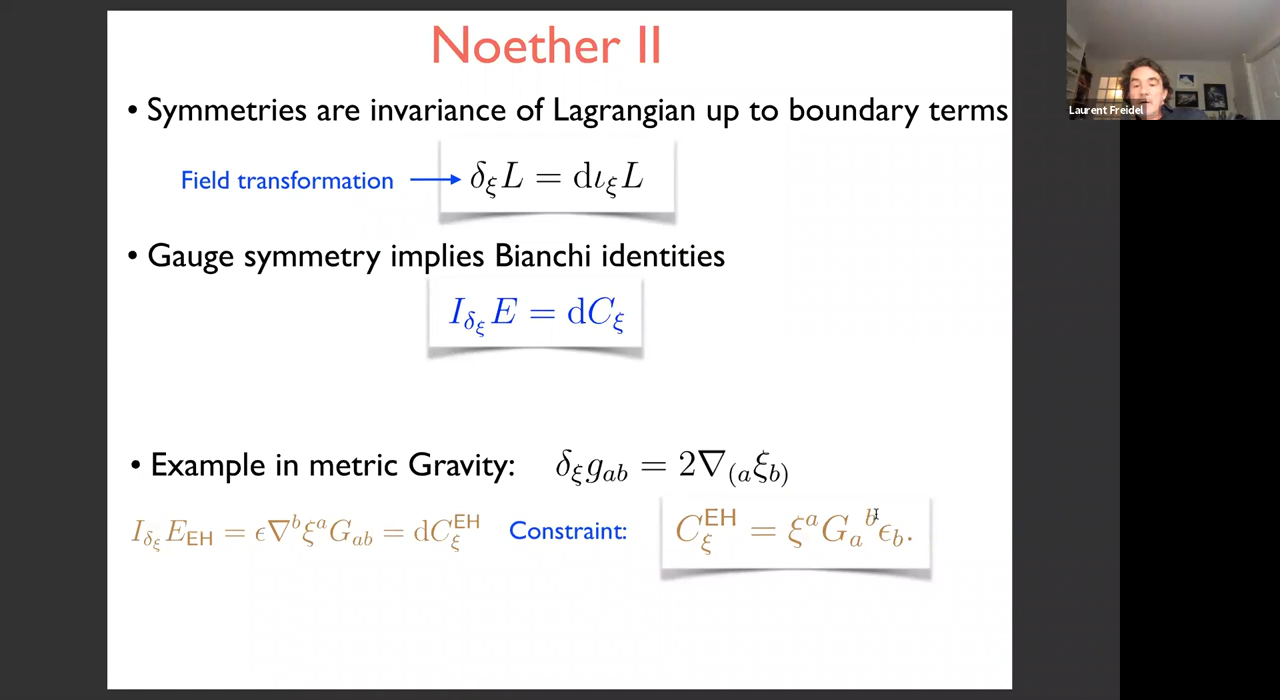 Noether II
• Symmetries are invariance of Lagrangian up to boundary terms
Field transformation → δ_ξ L = dι_ξ L
• Gauge symmetry implies Bianchi identities
I_{δ_ξ} E = dC_ξ
• Example in metric Gravity: δ_ξ g_{ab} = 2∇_{(a}ξ_{b)}
I_{δ_ξ} E_{EH} = ϵ∇^b ξ^a G_{ab} = dC_ξ^{EH} Constraint: C_ξ^{EH} = ξ^a G_a^b ϵ_b.
Laurent Freidel